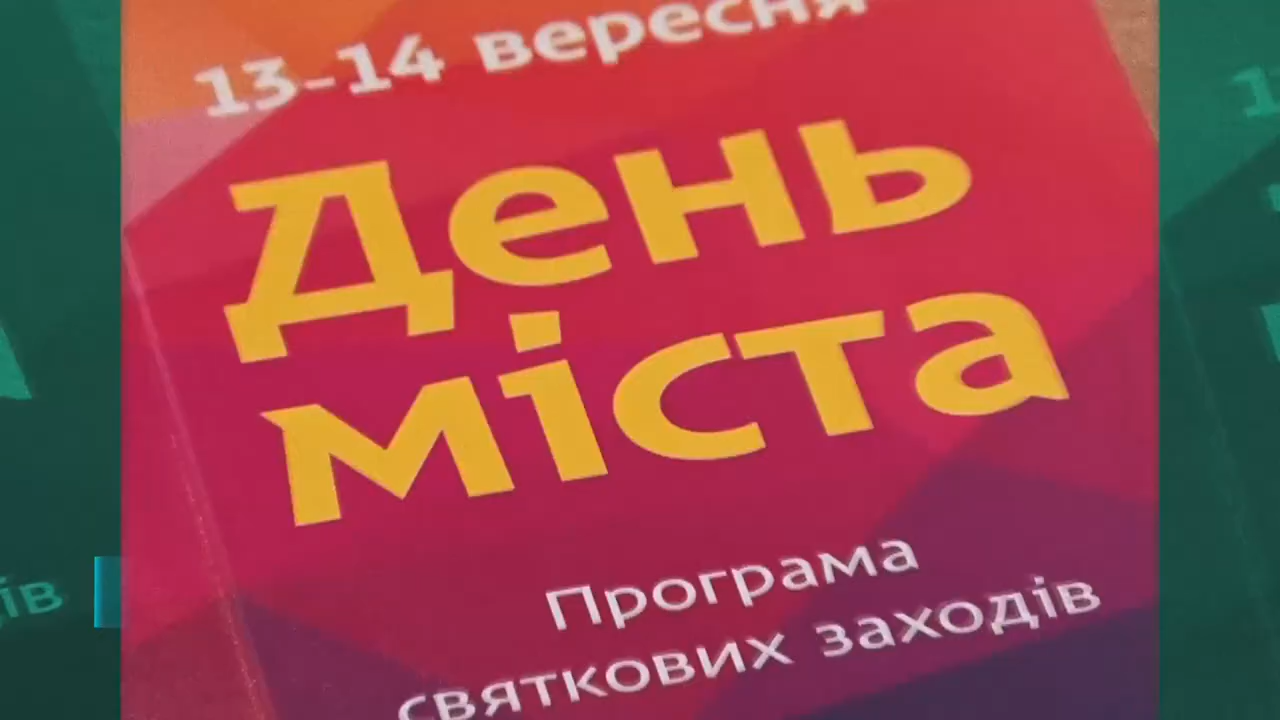 13-14 вересня
День
міста
Програма
святкових заходів